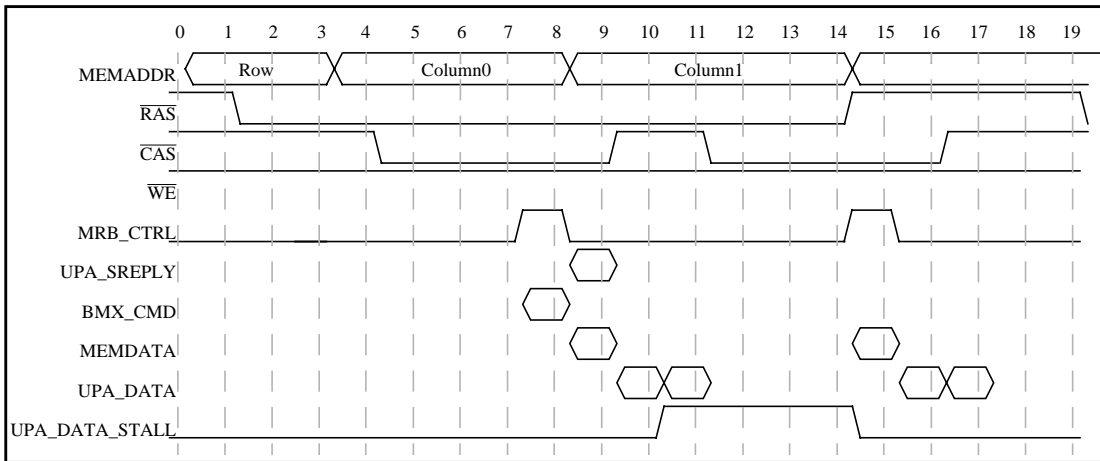 0 1 2 3 4 5 6 7 8 9 10 11 12 13 14 15 16 17 18 19
MEMADDR Row Column0 Column1
RAS
CAS
WE
MRB_CTRL
UPA_SREPLY
BMX_CMD
MEMDATA
UPA_DATA
UPA_DATA_STALL